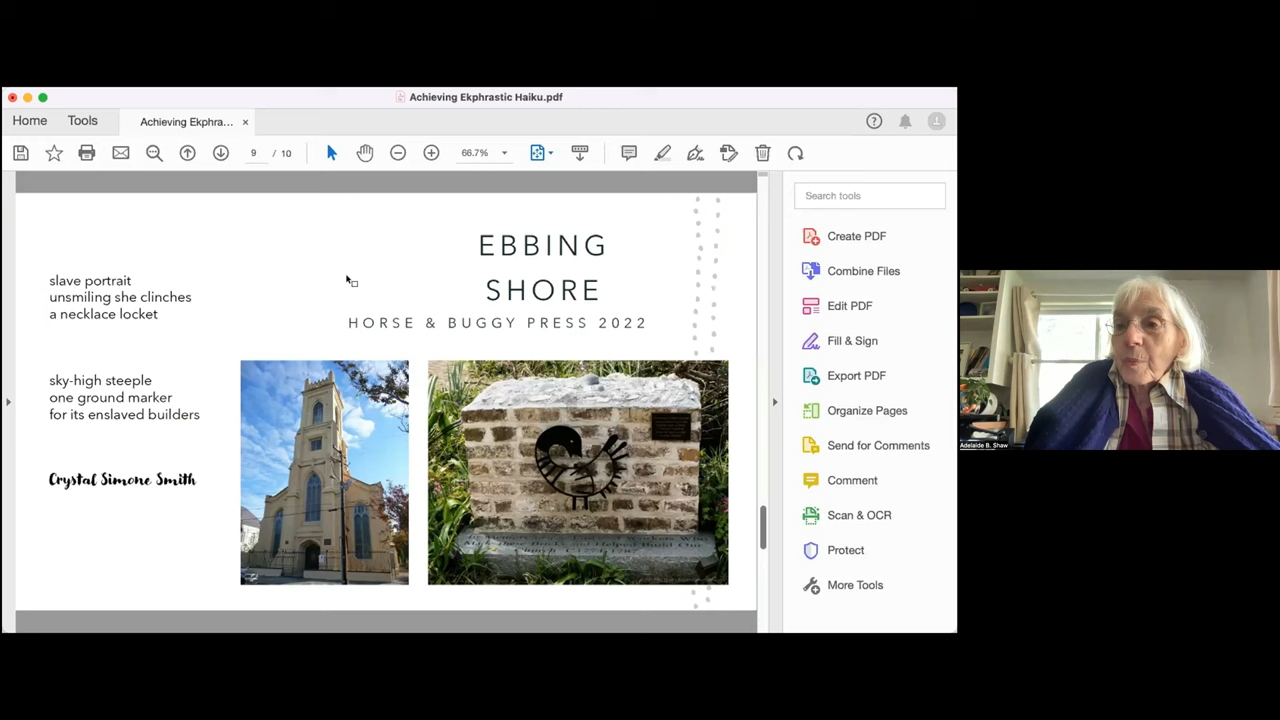 Achieving Ekphrastic Haiku.pdf
Home
Tools
Achieving Ekphra...
9 / 10
66.7%
Search tools
Create PDF
Combine Files
Edit PDF
Fill & Sign
Export PDF
Organize Pages
Send for Comments
Comment
Scan & OCR
Protect
More Tools
EBBING
SHORE
HORSE & BUGGY PRESS 2022
slave portrait
unsmiling she clinches
a necklace locket
sky-high steeple
one ground marker
for its enslaved builders
Crystal Simone Smith
Adelaide B. Shaw